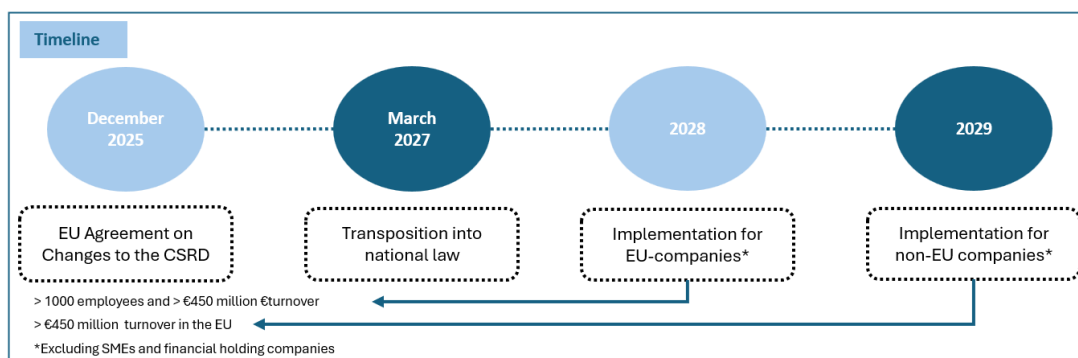 Timeline
December
2025
March
2027
2028
2029
EU Agreement on
Changes to the CSRD
Transposition into
national law
Implementation for
EU-companies*
Implementation for
non-EU companies*
> 1000 employees and > €450 million €turnover
> €450 million turnover in the EU
*Excluding SMEs and financial holding companies